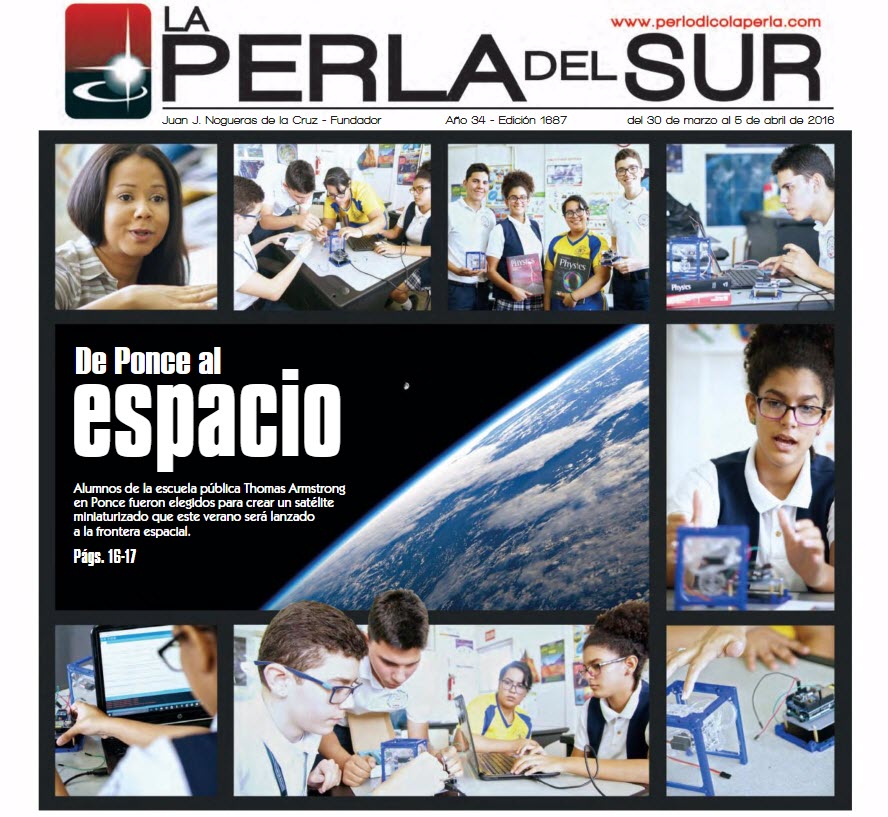 LA
PERLA DEL SUR
www.periodicolaperla.com
Juan J. Nogueras de la Cruz - Fundador Año 34 - Edición 1687 del 30 de marzo al 5 de abril de 2016
Physics
Physics
Physics
De Ponce al
espacio
Alumnos de la escuela pública Thomas Armstrong
en Ponce fueron elegidos para crear un satélite
miniaturizado que este verano será lanzado
a la frontera espacial.
Págs. 16-17